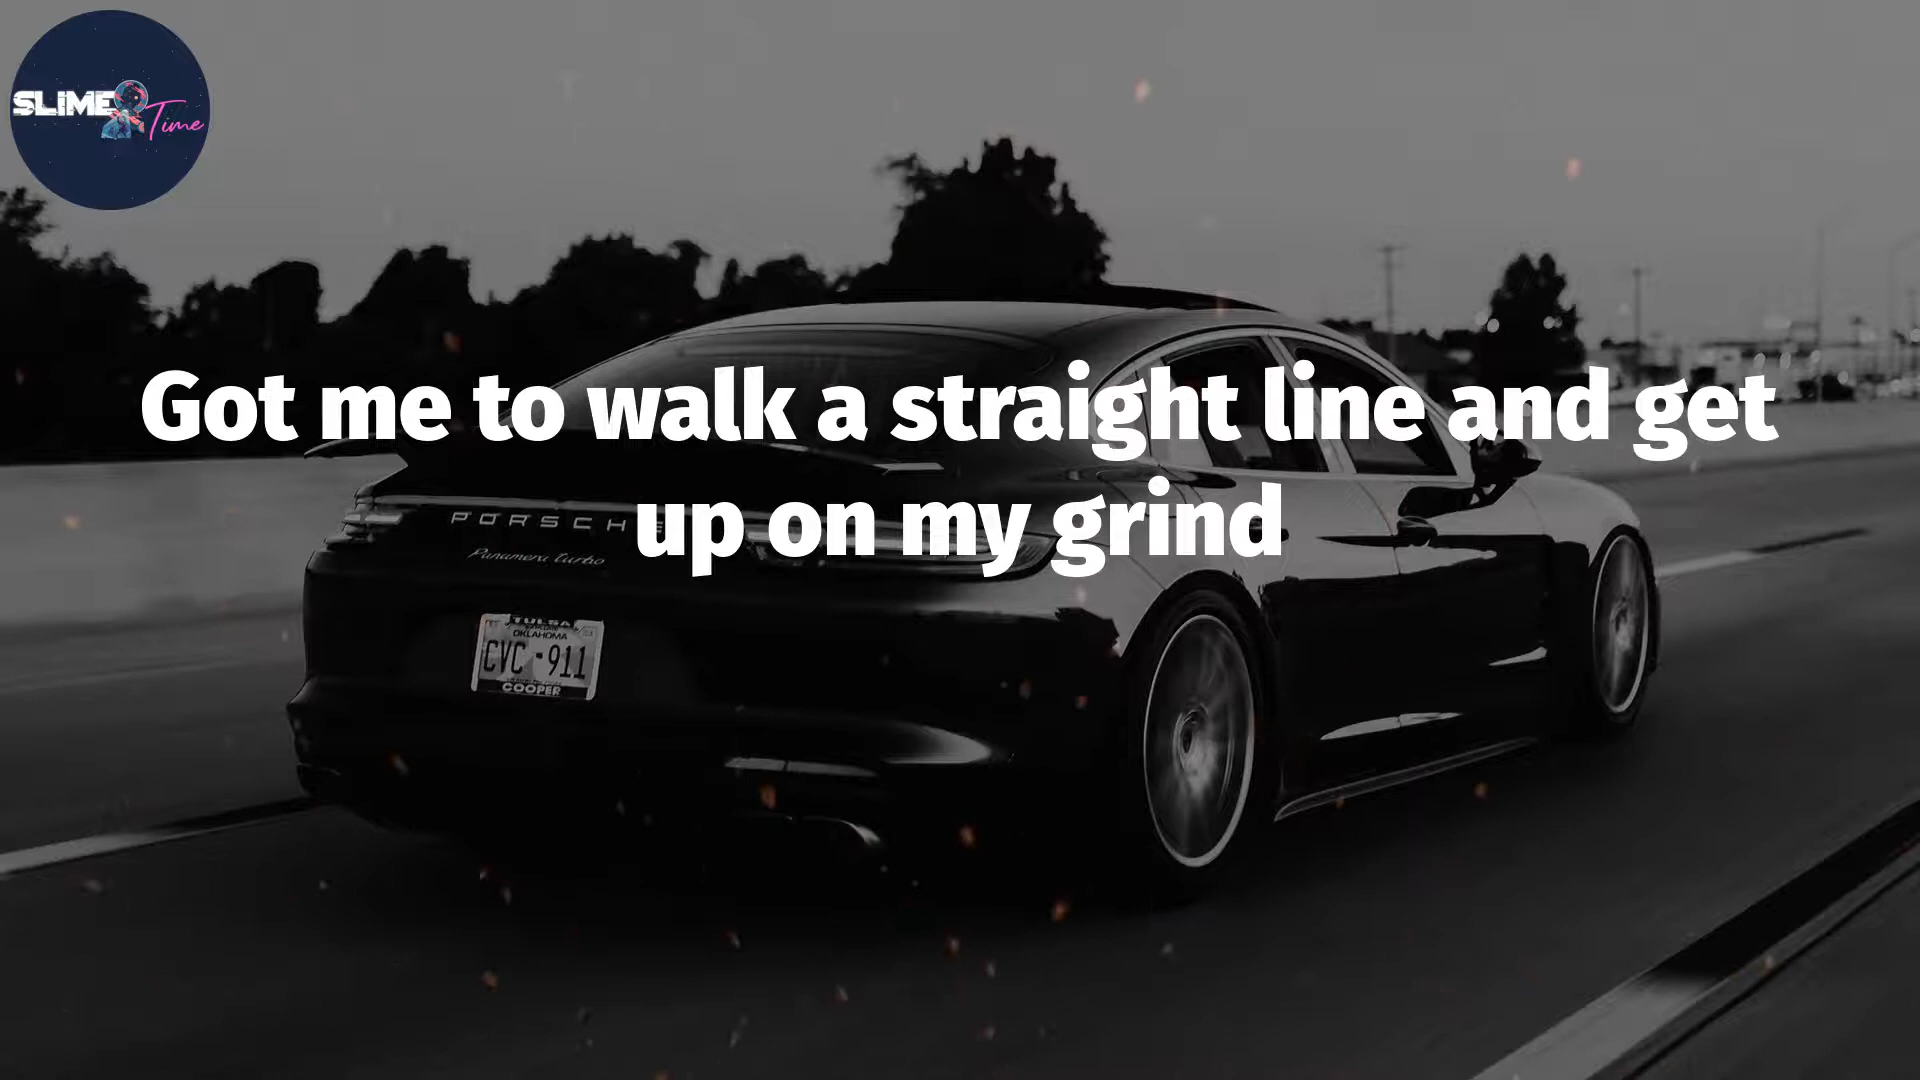 SLIME
Time
Got me to walk a straight line and get
up on my grind
PORSCHE
Panamera turbo
TULSA
OKLAHOMA
CVC-911
COOPER